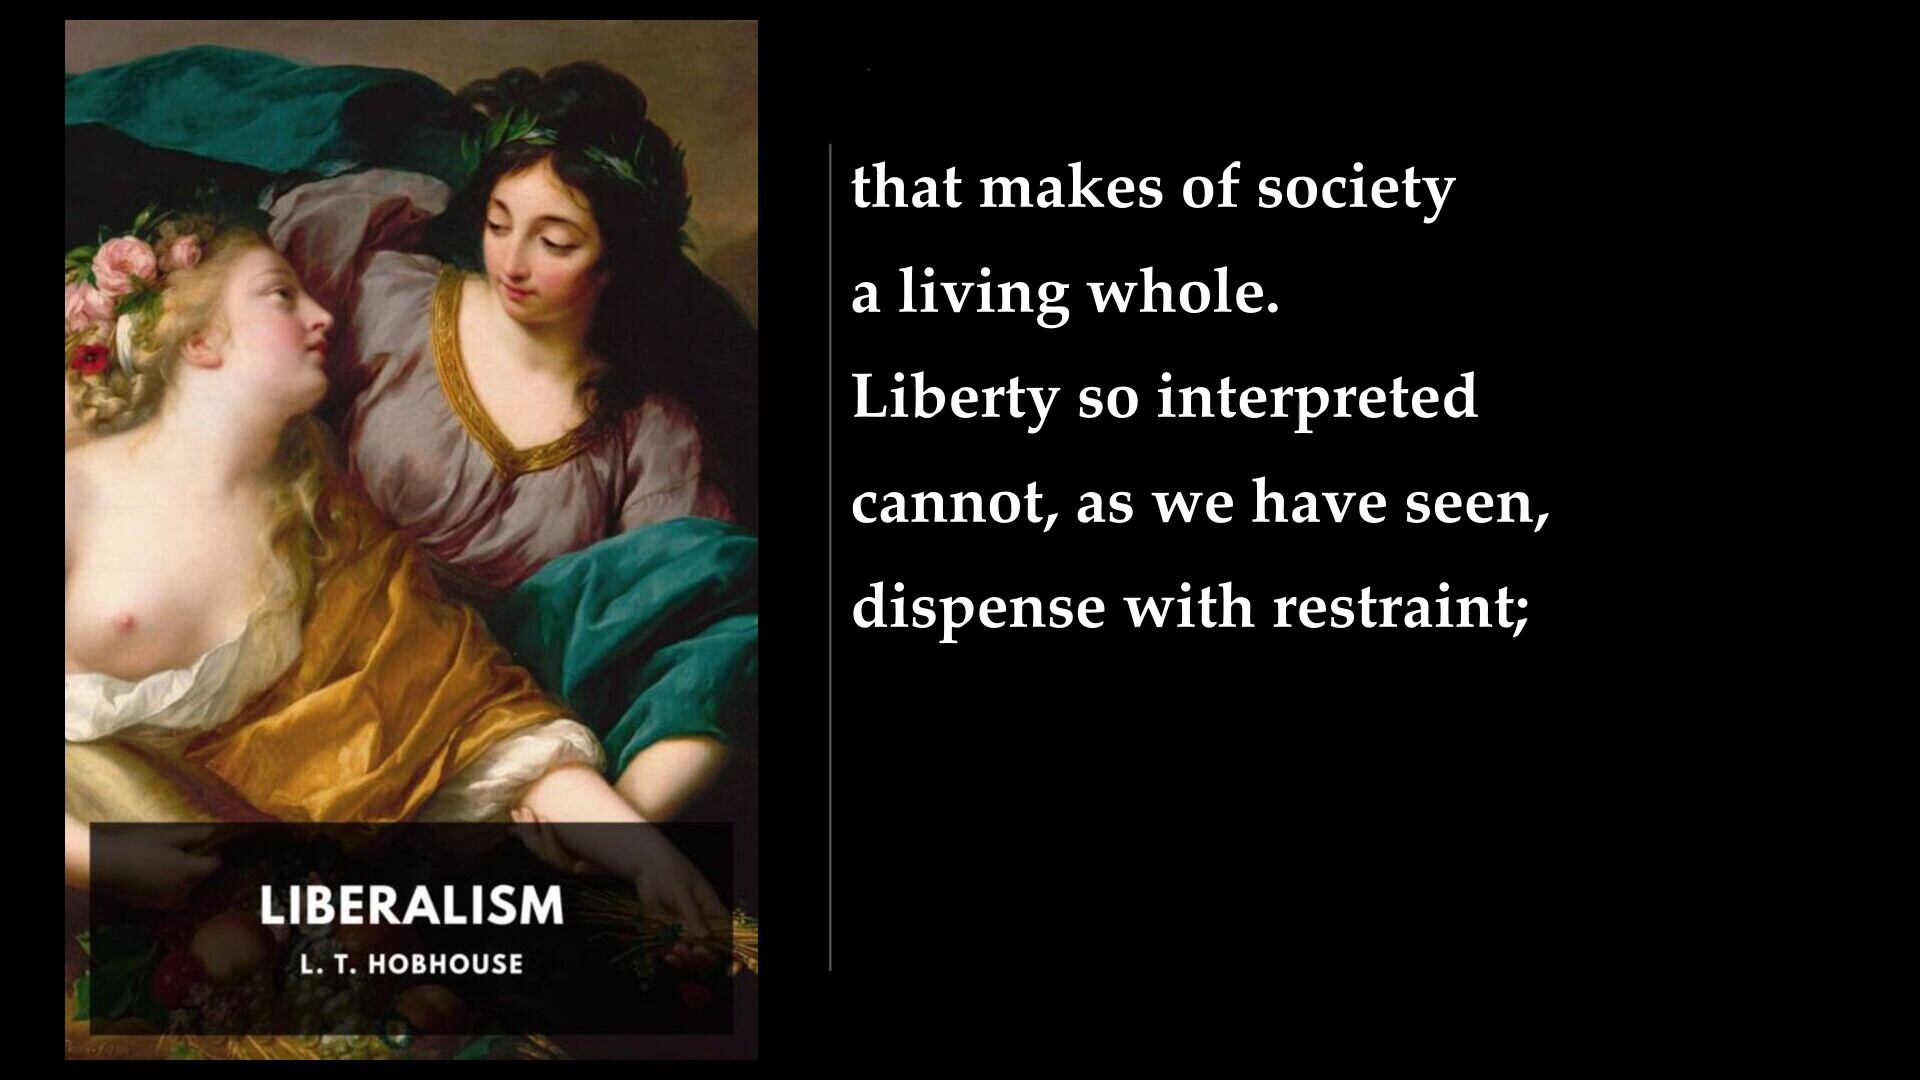 that makes of society
a living whole.
Liberty so interpreted
cannot, as we have seen,
dispense with restraint;
LIBERALISM
L. T. HOBHOUSE